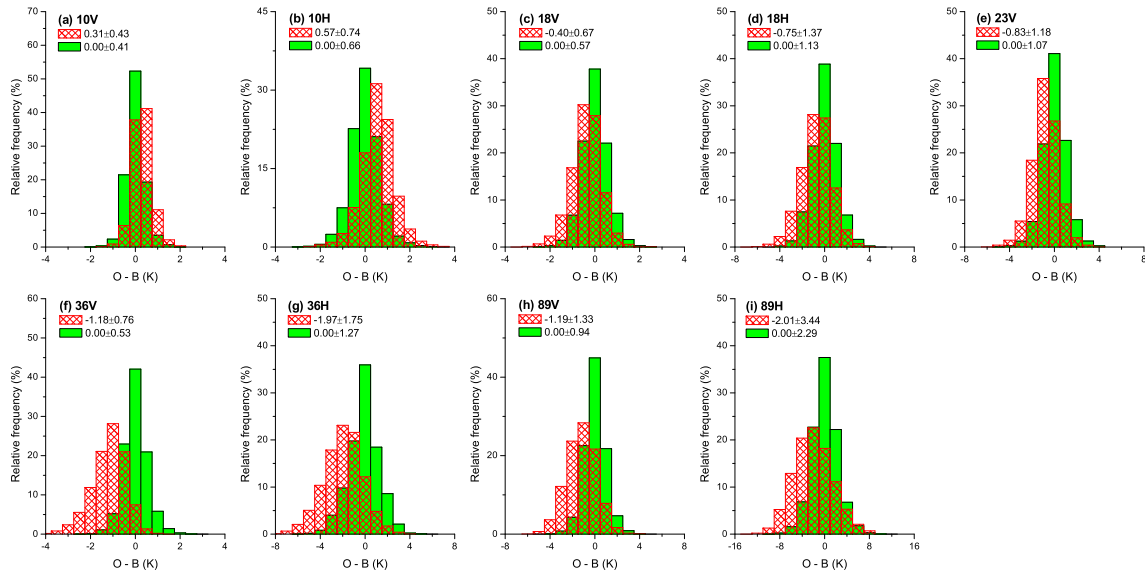 (a) 10V
0.31±0.43
0.00±0.41
70
60
50
40
30
20
10
0
Relative frequency (%)
-4 -2 0 2 4
O - B (K)
(b) 10H
0.57±0.74
0.00±0.66
45
30
15
0
Relative frequency (%)
-4 -2 0 2 4
O - B (K)
(c) 18V
-0.40±0.67
0.00±0.57
50
40
30
20
10
0
Relative frequency (%)
-4 -2 0 2 4
O - B (K)
(d) 18H
-0.75±1.37
0.00±1.13
50
40
30
20
10
0
Relative frequency (%)
-8 -4 0 4 8
O - B (K)
(e) 23V
-0.83±1.18
0.00±1.07
50
40
30
20
10
0
Relative frequency (%)
-8 -4 0 4 8
O - B (K)
(f) 36V
-1.18±0.76
0.00±0.53
60
50
40
30
20
10
0
Relative frequency (%)
-4 -2 0 2 4
O - B (K)
(g) 36H
-1.97±1.75
0.00±1.27
50
40
30
20
10
0
Relative frequency (%)
-8 -4 0 4 8
O - B (K)
(h) 89V
-1.19±1.33
0.00±0.94
60
40
20
0
Relative frequency (%)
-8 -4 0 4 8
O - B (K)
(i) 89H
-2.01±3.44
0.00±2.29
50
40
30
20
10
0
Relative frequency (%)
-16 -8 0 8 16
O - B (K)